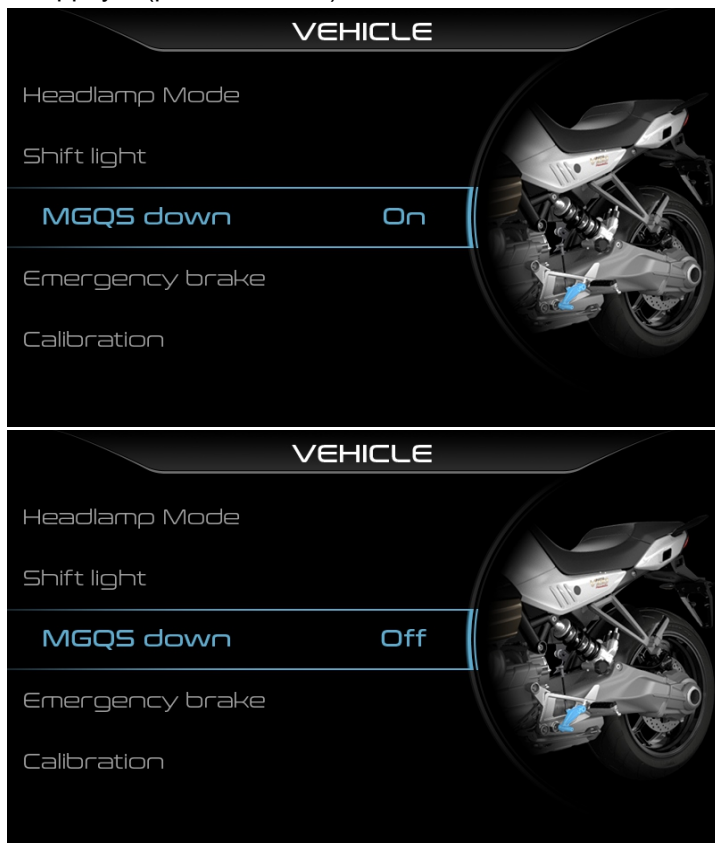 VEHICLE
Headlamp Mode
Shift light
MGQS down On
Emergency brake
Calibration
VEHICLE
Headlamp Mode
Shift light
MGQS down Off
Emergency brake
Calibration